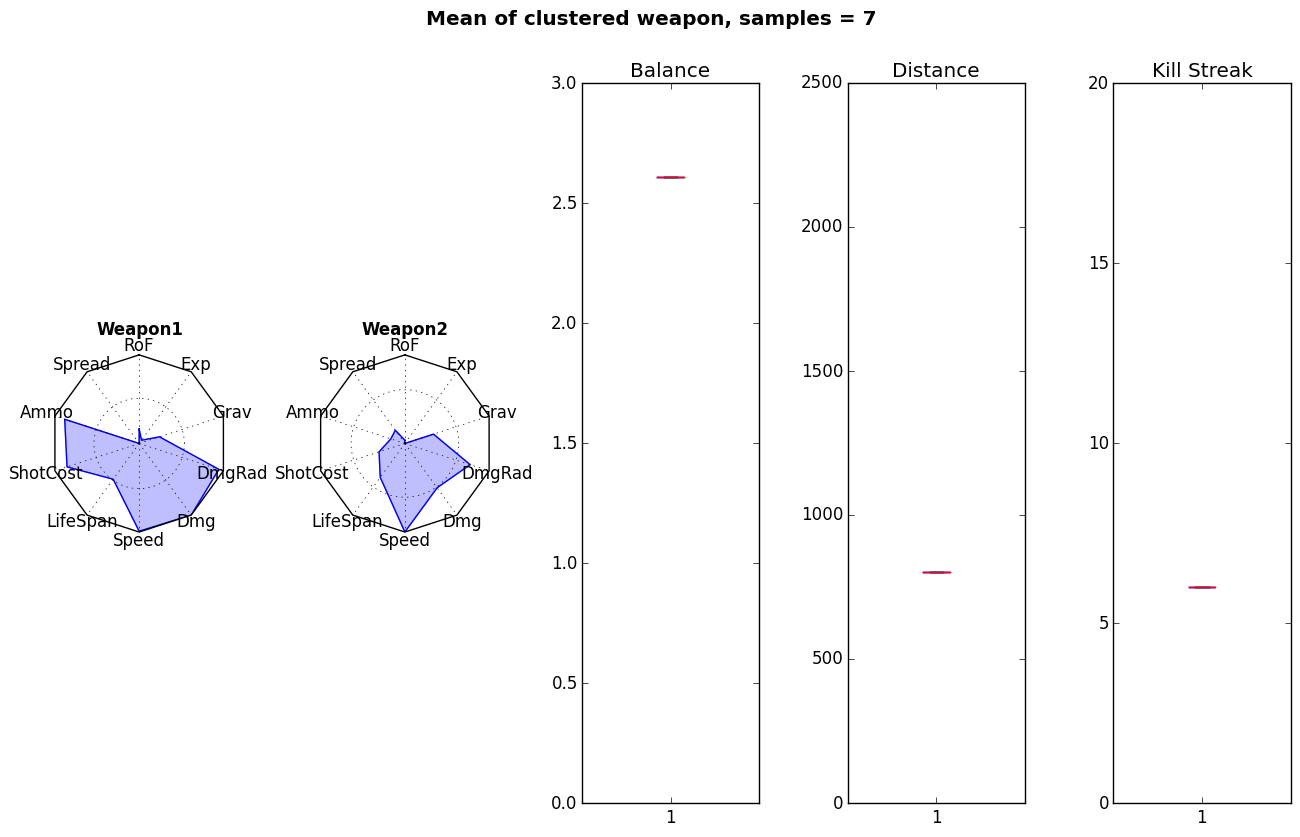 Mean of clustered weapon, samples = 7
Weapon1
RoF
Spread
Exp
Ammo
Grav
ShotCost
DmgRad
LifeSpan
Dmg
Speed
Weapon2
RoF
Spread
Exp
Ammo
Grav
ShotCost
DmgRad
LifeSpan
Dmg
Speed
Balance
3.0
2.5
2.0
1.5
1.0
0.5
0.0
1
Distance
2500
2000
1500
1000
500
0
1
Kill Streak
20
15
10
5
0
1